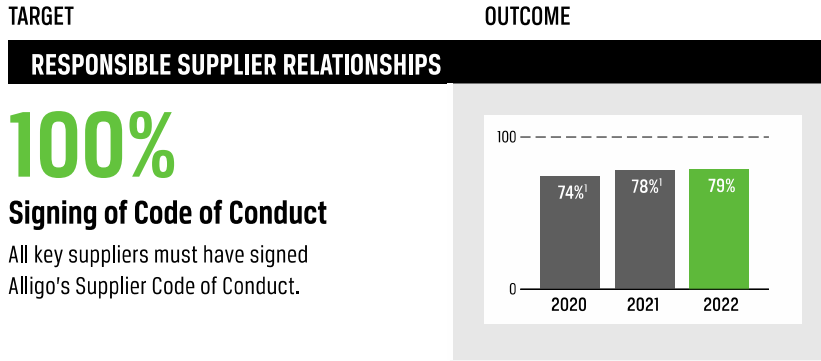 TARGET
OUTCOME
RESPONSIBLE SUPPLIER RELATIONSHIPS
100%
Signing of Code of Conduct
All key suppliers must have signed
Alligo's Supplier Code of Conduct.
100
74%¹
78%¹
79%
0
2020
2021
2022